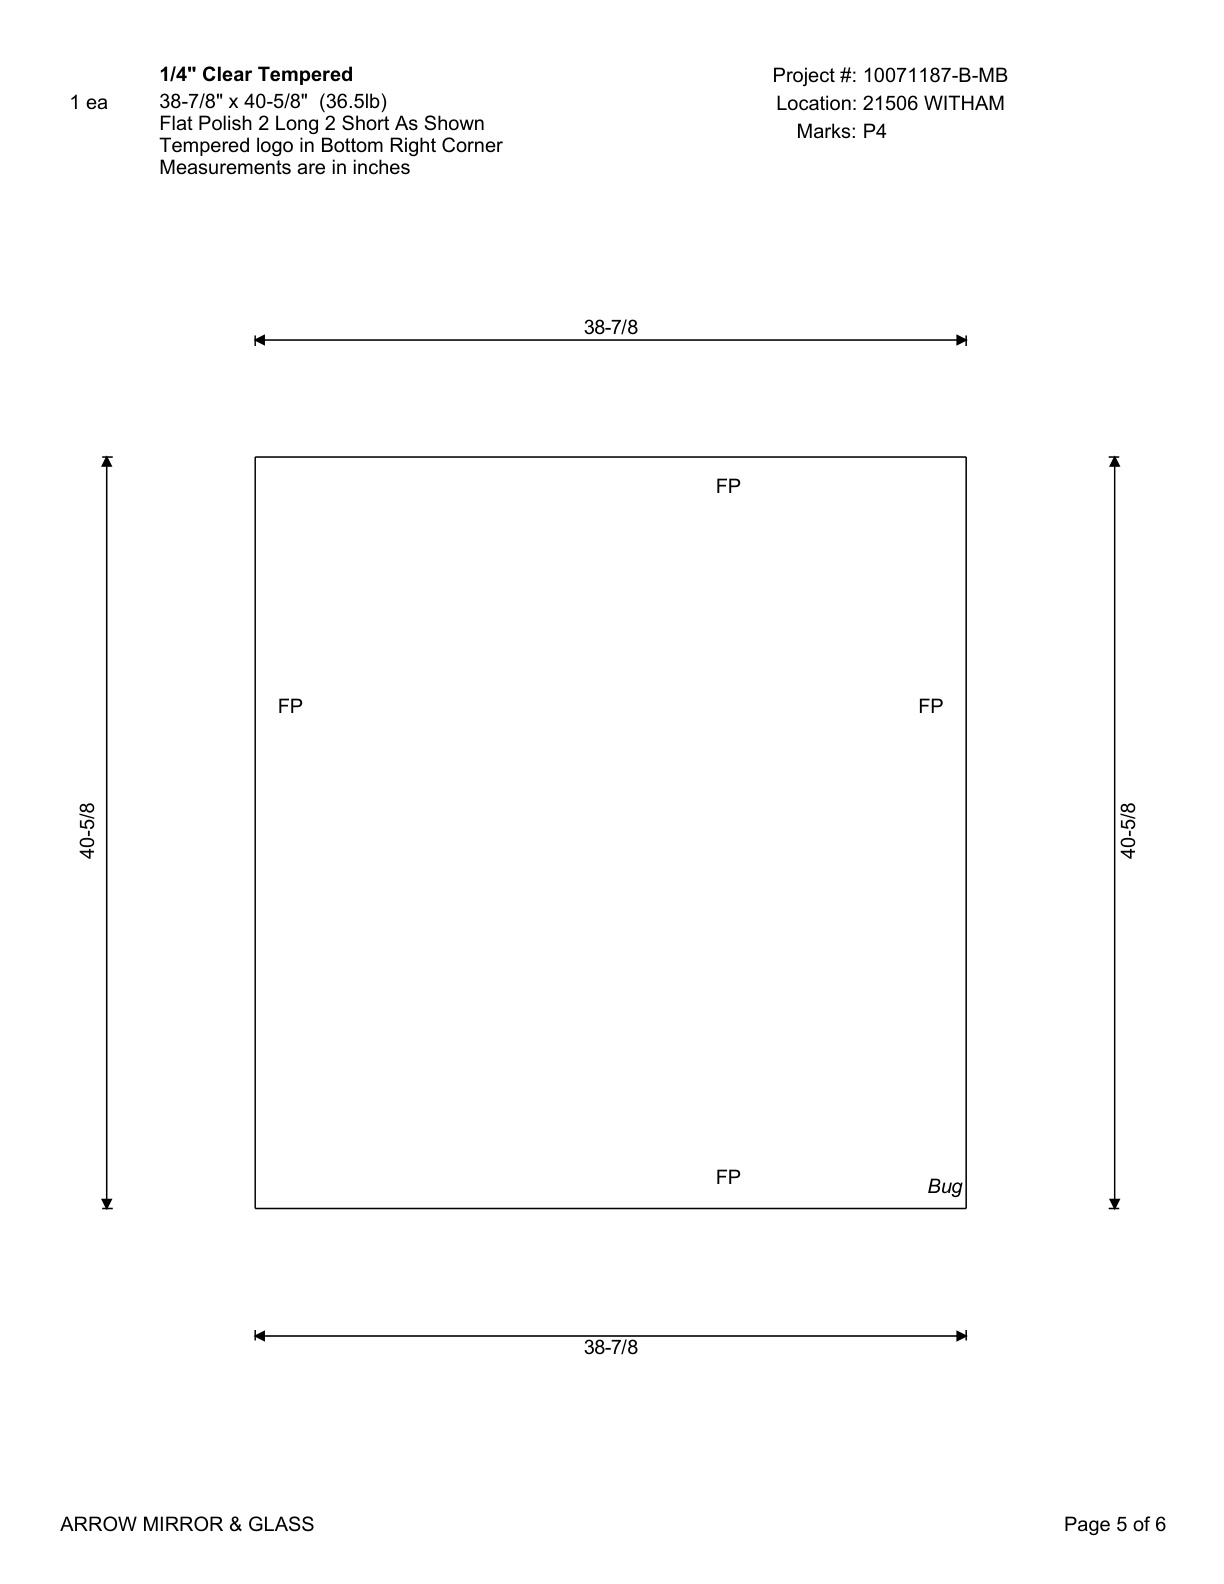 1/4" Clear Tempered
1 ea
38-7/8" x 40-5/8"  (36.5lb)
Flat Polish 2 Long 2 Short As Shown
Tempered logo in Bottom Right Corner
Measurements are in inches
Project #: 10071187-B-MB
Location: 21506 WITHAM
Marks: P4
38-7/8
FP
FP
FP
40-5/8
40-5/8
FP
Bug
38-7/8
ARROW MIRROR & GLASS
Page 5 of 6